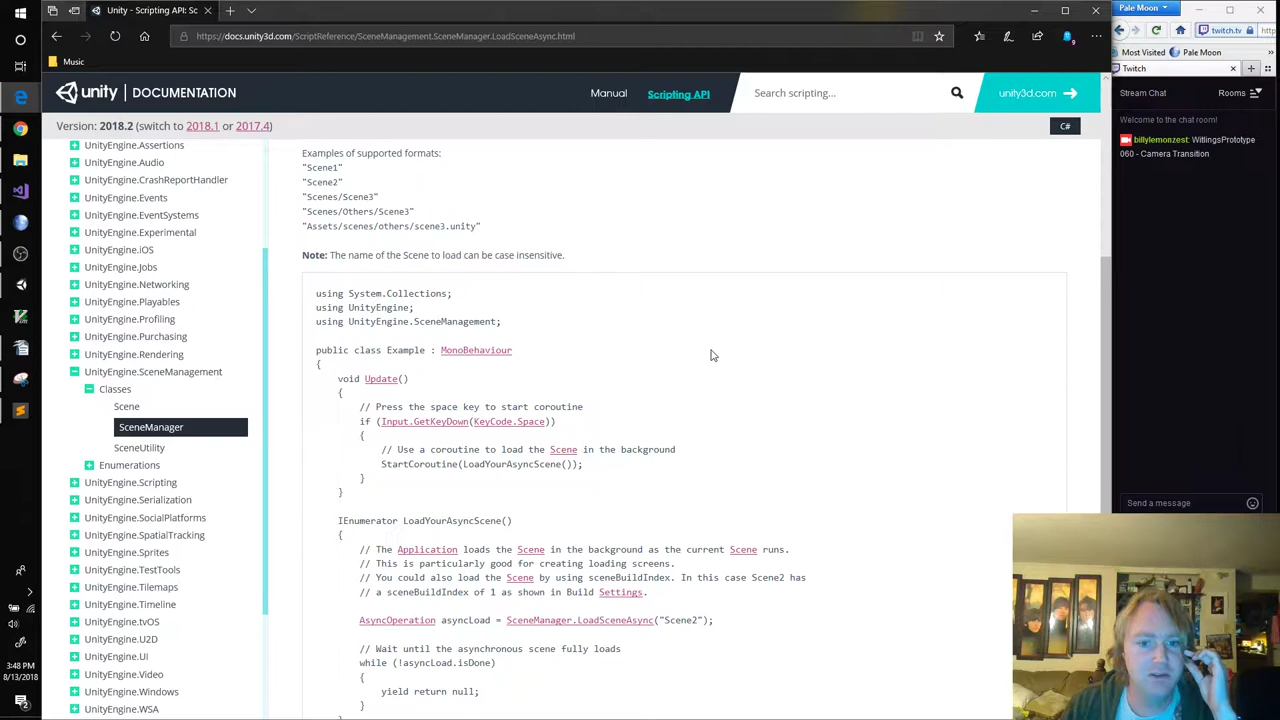 Unity - Scripting API: Sc
https://docs.unity3d.com/ScriptReference/SceneManagement.SceneManager.LoadSceneAsync.html
9
Music
unity | DOCUMENTATION
Manual
Scripting API
Search scripting...
unity3d.com
Version: 2018.2 (switch to 2018.1 or 2017.4)
C#
UnityEngine.Assertions
UnityEngine.Audio
UnityEngine.CrashReportHandler
UnityEngine.Events
UnityEngine.EventSystems
UnityEngine.Experimental
UnityEngine.iOS
UnityEngine.Jobs
UnityEngine.Networking
UnityEngine.Playables
UnityEngine.Profiling
UnityEngine.Purchasing
UnityEngine.Rendering
UnityEngine.SceneManagement
Classes
Scene
SceneManager
SceneUtility
Enumerations
UnityEngine.Scripting
UnityEngine.Serialization
UnityEngine.SocialPlatforms
UnityEngine.SpatialTracking
UnityEngine.Sprites
UnityEngine.TestTools
UnityEngine.Tilemaps
UnityEngine.Timeline
UnityEngine.tvOS
UnityEngine.U2D
UnityEngine.UI
UnityEngine.Video
UnityEngine.Windows
UnityEngine.WSA
Examples of supported formats:
"Scene1"
"Scene2"
"Scenes/Scene3"
"Scenes/Others/Scene3"
"Assets/scenes/others/scene3.unity"
Note: The name of the Scene to load can be case insensitive.
using System.Collections;
using UnityEngine;
using UnityEngine.SceneManagement;
public class Example : MonoBehaviour
{
void Update()
{
// Press the space key to start coroutine
if (Input.GetKeyDown(KeyCode.Space))
{
// Use a coroutine to load the Scene in the background
StartCoroutine(LoadYourAsyncScene());
}
}
IEnumerator LoadYourAsyncScene()
{
// The Application loads the Scene in the background as the current Scene runs.
// This is particularly good for creating loading screens.
// You could also load the Scene by using sceneBuildIndex. In this case Scene2 has
// a sceneBuildIndex of 1 as shown in Build Settings.
AsyncOperation asyncLoad = SceneManager.LoadSceneAsync("Scene2");
// Wait until the asynchronous scene fully loads
while (!asyncLoad.isDone)
{
yield return null;
}
3:48 PM
8/13/2018
2
Pale Moon
twitch.tv
http
Most Visited
Pale Moon
Twitch
Stream Chat
Rooms
Welcome to the chat room!
billylemonzest: WitlingsPrototype
060 - Camera Transition
Send a message